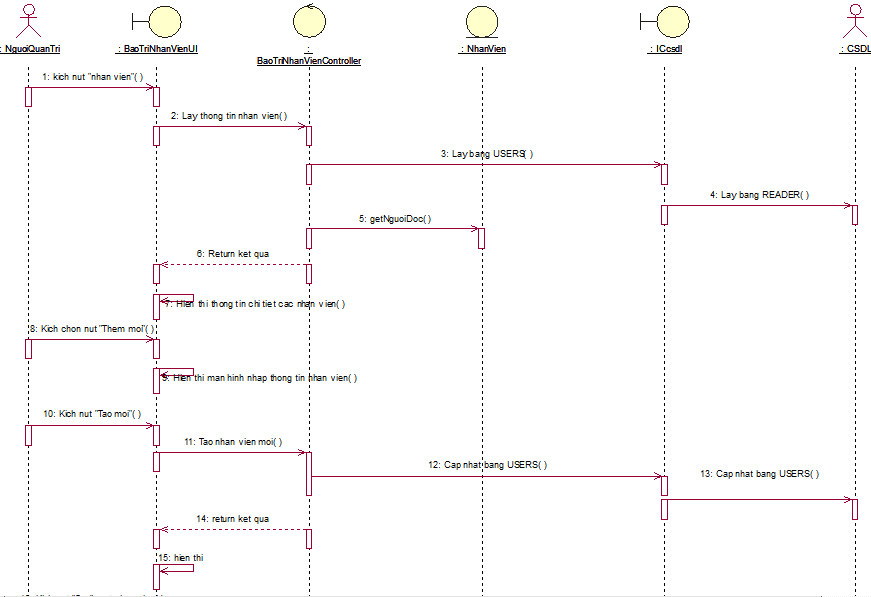 : NguoiQuanTri
: BaoTriNhanVienUI
:
BaoTriNhanVienController
: NhanVien
: ICcsdl
: CSDL
1: kich nut "nhan vien"( )
2: Lay thong tin nhan vien( )
3: Lay bang USERS( )
4: Lay bang READER( )
5: getNguoiDoc( )
6: Return ket qua
7: Hien thi thong tin chi tiet cac nhan vien( )
8: Kich chon nut "Them moi"( )
9: Hien thi man hinh nhap thong tin nhan vien( )
10: Kich nut "Tao moi"( )
11: Tao nhan vien moi( )
12: Cap nhat bang USERS( )
13: Cap nhat bang USERS( )
14: return ket qua
15: hien thi